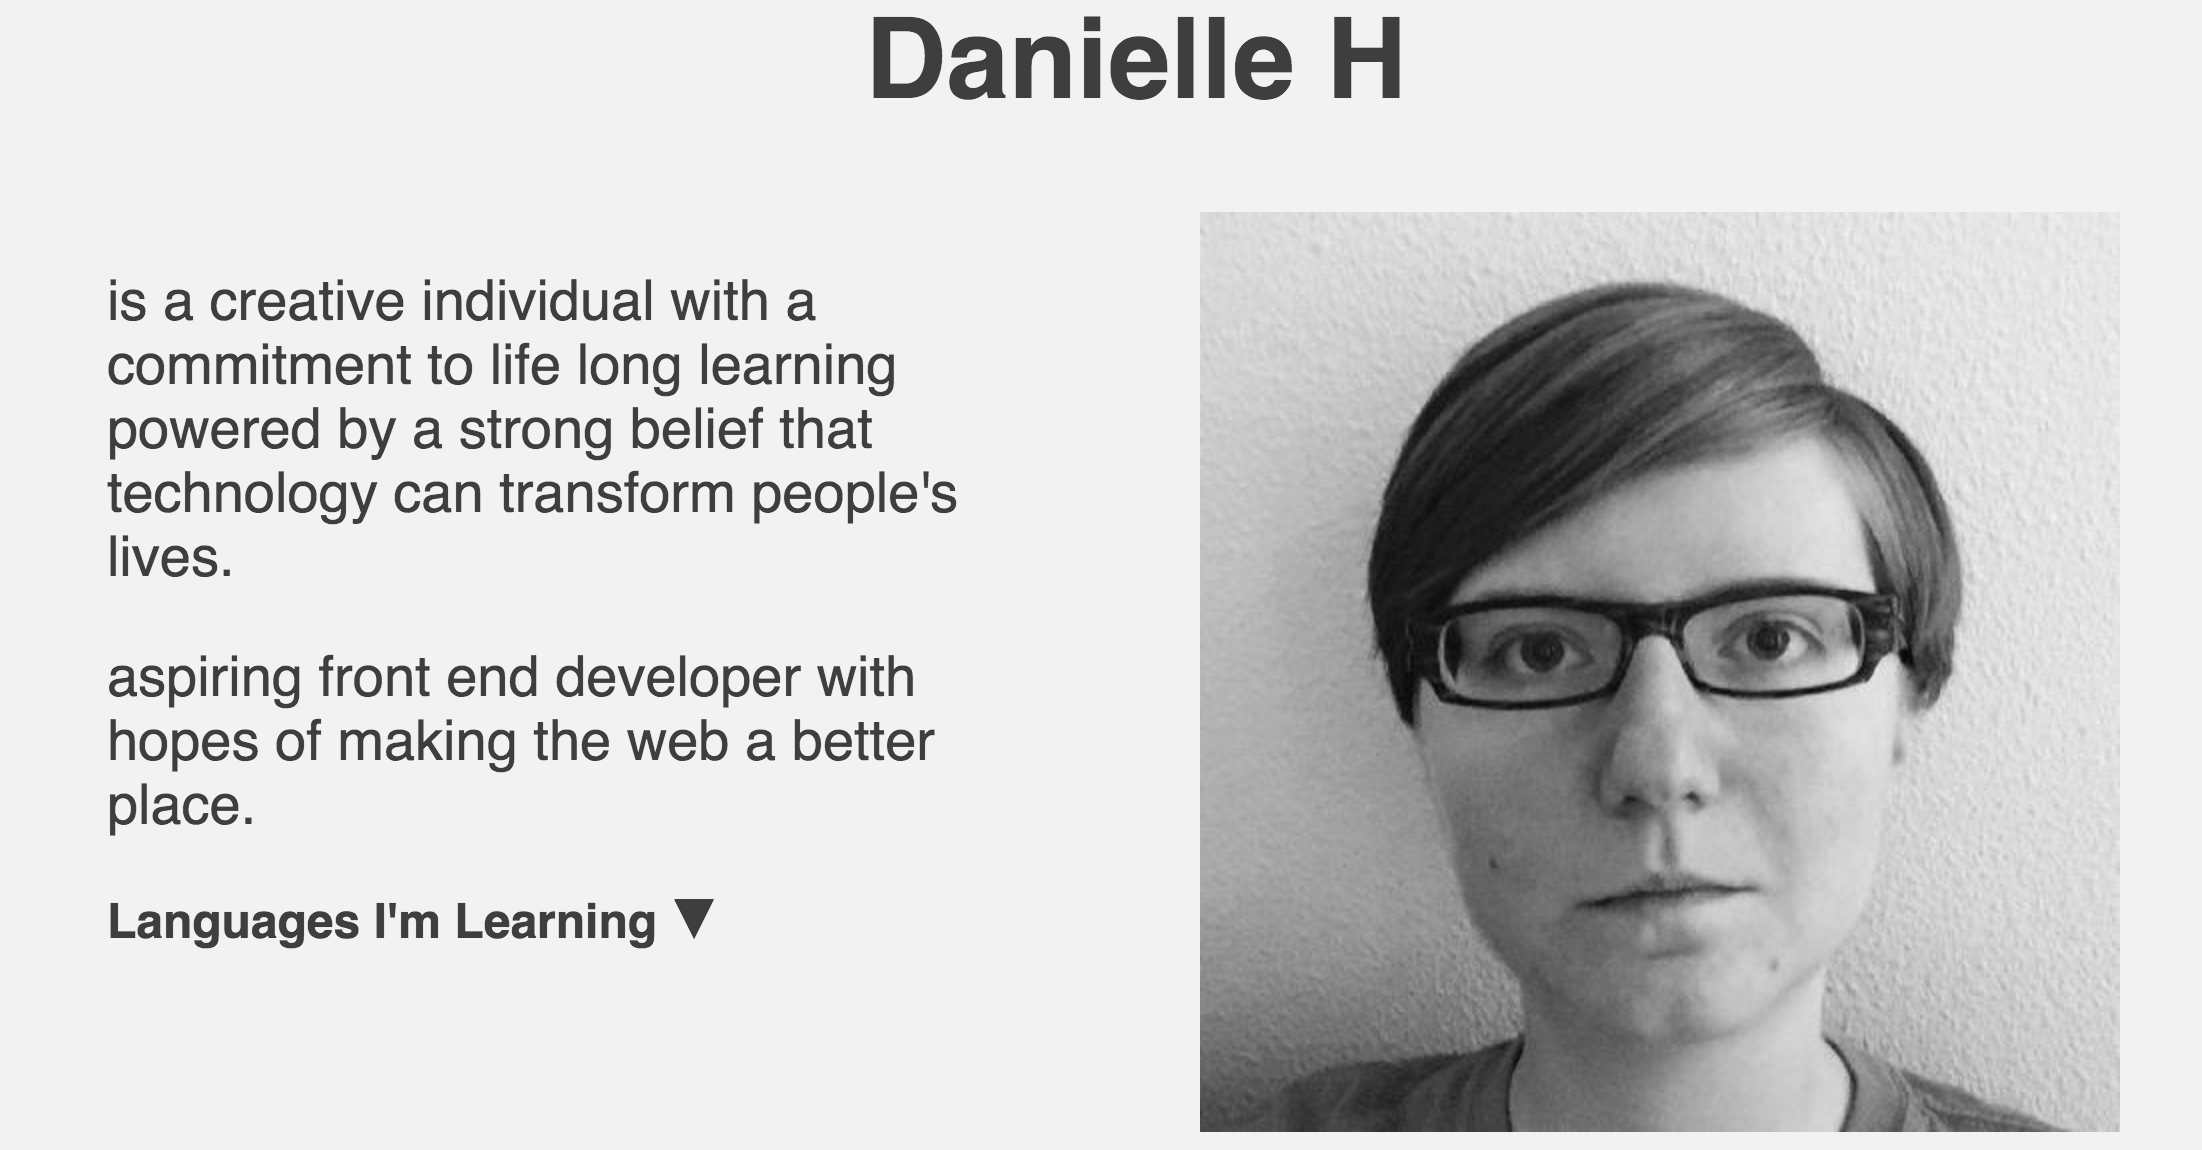 Danielle H
is a creative individual with a
commitment to life long learning
powered by a strong belief that
technology can transform people's
lives.
aspiring front end developer with
hopes of making the web a better
place.
Languages I'm Learning ▼